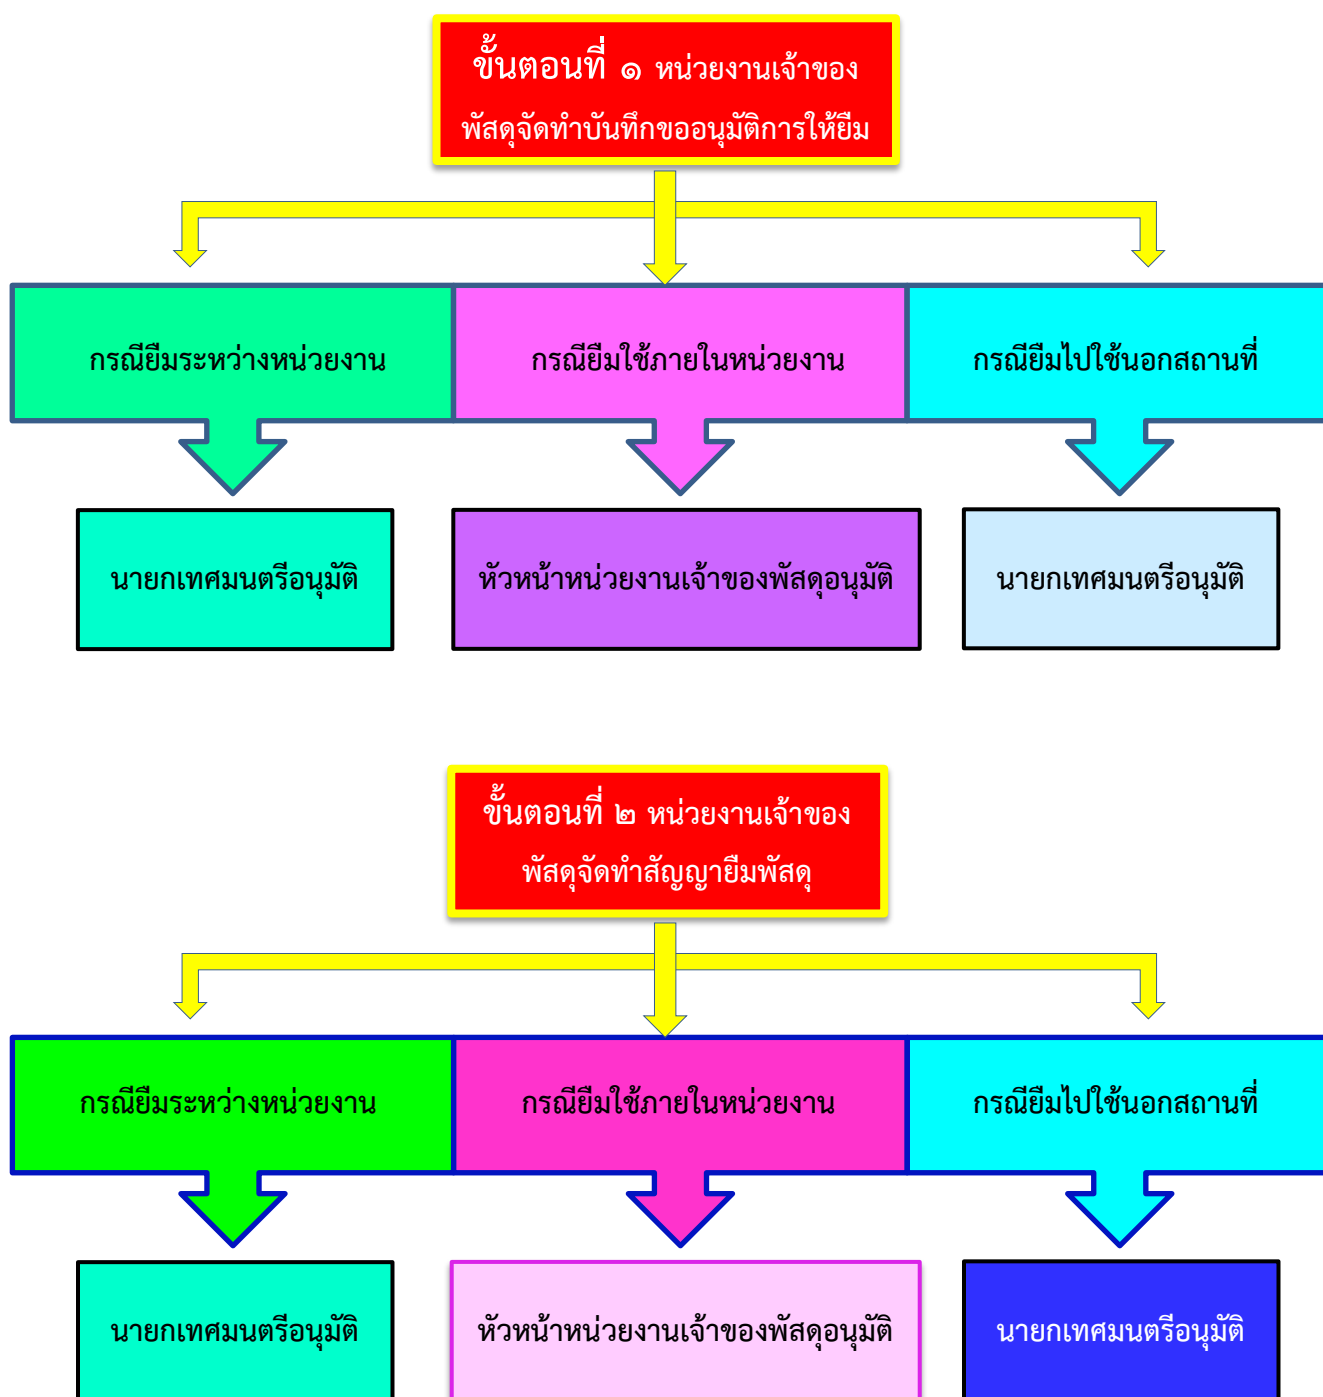 ขั้นตอนที่ ๑ หน่วยงานเจ้าของ
พัสดุจัดทำบันทึกขออนุมัติการให้ยืม
กรณียืมระหว่างหน่วยงาน
กรณียืมใช้ภายในหน่วยงาน
กรณียืมไปใช้นอกสถานที่
นายกเทศมนตรีอนุมัติ
หัวหน้าหน่วยงานเจ้าของพัสดุอนุมัติ
นายกเทศมนตรีอนุมัติ
ขั้นตอนที่ ๒ หน่วยงานเจ้าของ
พัสดุจัดทำสัญญายืมพัสดุ
กรณียืมระหว่างหน่วยงาน
กรณียืมใช้ภายในหน่วยงาน
กรณียืมไปใช้นอกสถานที่
นายกเทศมนตรีอนุมัติ
หัวหน้าหน่วยงานเจ้าของพัสดุอนุมัติ
นายกเทศมนตรีอนุมัติ